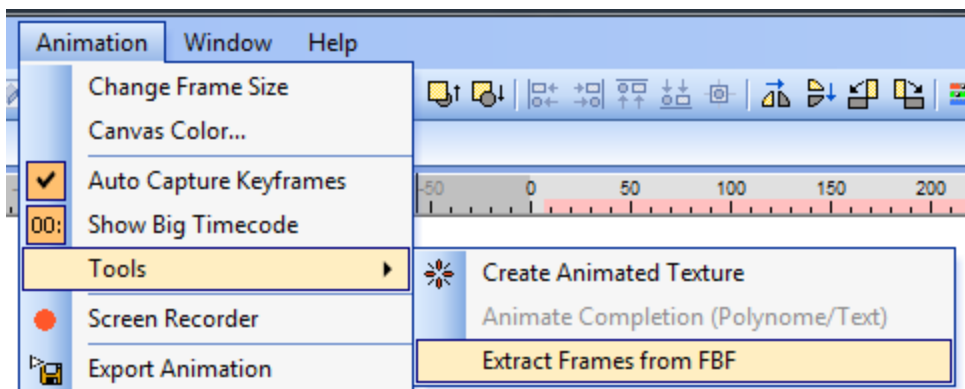 Animation Window Help
Change Frame Size
Canvas Color...
-50 0 50 100 150 200
Auto Capture Keyframes
00: Show Big Timecode
Tools
Create Animated Texture
Screen Recorder
Animate Completion (Polynome/Text)
Export Animation
Extract Frames from FBF